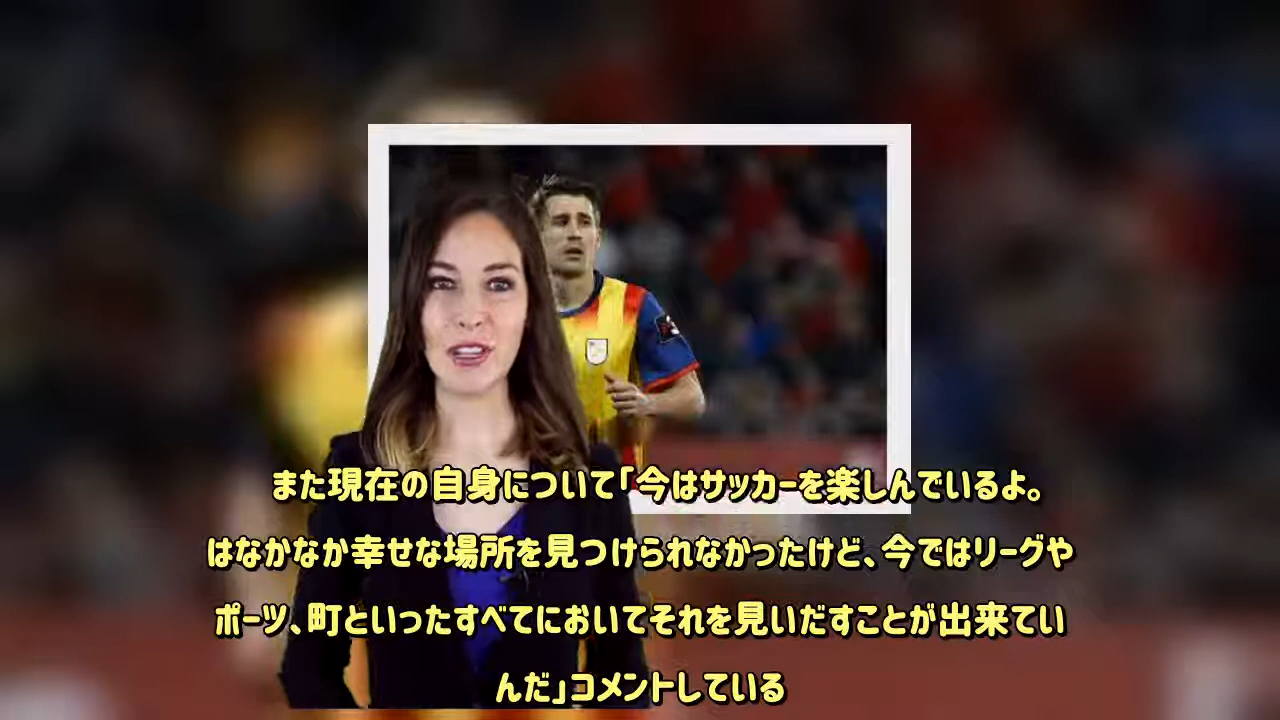 また現在の自身について「今はサッカーを楽しんでいるよ。
はなかなか幸せな場所を見つけられなかったけど、今ではリーグや
ポーツ、町といったすべてにおいてそれを見いだすことが出来てい
んだ」コメントしている